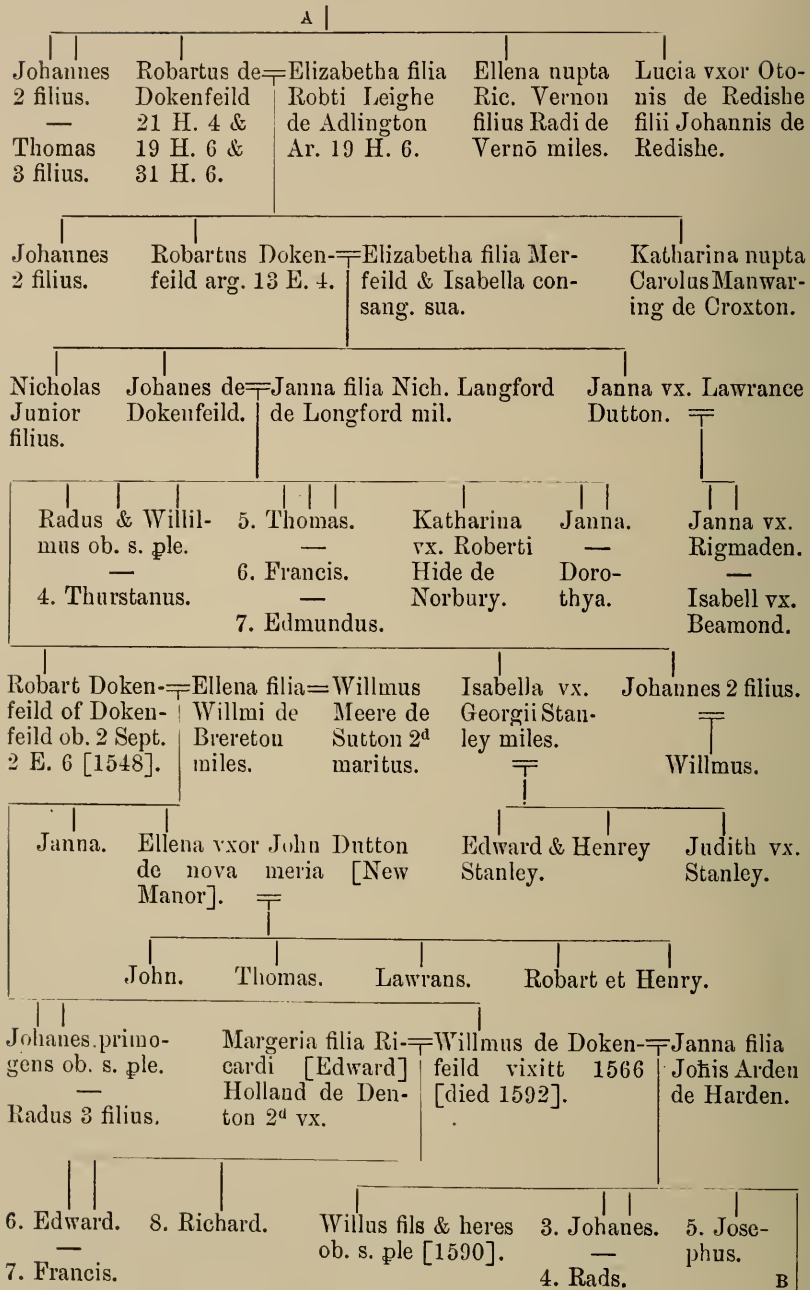 A
Johannes
2 filius.
—
Thomas
3 filius.
Robartus de
Dokenfeild
21 H. 4 &
19 H. 6 &
31 H. 6.
Elizabetha filia
Robti Leighe
de Adlington
Ar. 19 H. 6.
Ellena nupta
Ric. Vernon
filius Radi de
Vernō miles.
Lucia vxor Oto-
nis de Redishe
filii Johannis de
Redishe.
Johannes
2 filius.
Robartus Doken-
feild arg. 13 E. 4.
Elizabetha filia Mer-
feild & Isabella con-
sang. sua.
Katharina nupta
Carolus Manwar-
ing de Croxton.
Nicholas
Junior
filius.
Johanes de
Dokenfeild.
Janna filia Nich. Langford
de Longford mil.
Janna vx. Lawrance
Dutton.
Radus & Willil-
mus ob. s. ꝑle.
—
4. Thurstanus.
5. Thomas.
—
6. Francis.
—
7. Edmundus.
Katharina
vx. Roberti
Hide de
Norbury.
Janna.
—
Doro-
thya.
Janna vx.
Rigmaden.
—
Isabell vx.
Beamond.
Robart Doken-
feild of Doken-
feild ob. 2 Sept.
2 E. 6 [1548].
Ellena filia
Willmi de
Brereton
miles.
Willmus
Meere de
Sutton 2ᵈ
maritus.
Isabella vx.
Georgii Stan-
ley miles.
Johannes 2 filius.
Willmus.
Janna.
Ellena vxor John Dutton
de nova meria [New
Manor].
Edward & Henrey
Stanley.
Judith vx.
Stanley.
John.
Thomas.
Lawrans.
Robart et Henry.
Johanes.primo-
gens ob. s. ꝑle.
—
Radus 3 filius.
Margeria filia Ri-
cardi [Edward]
Holland de Den-
ton 2ᵈ vx.
Willmus de Doken-
feild vixitt 1566
[died 1592].
Janna filia
Joħis Arden
de Harden.
6. Edward.
—
7. Francis.
8. Richard.
Willus fils & heres
ob. s. ꝑle [1590].
3. Johanes.
—
4. Rads.
5. Jose-
phus.
B